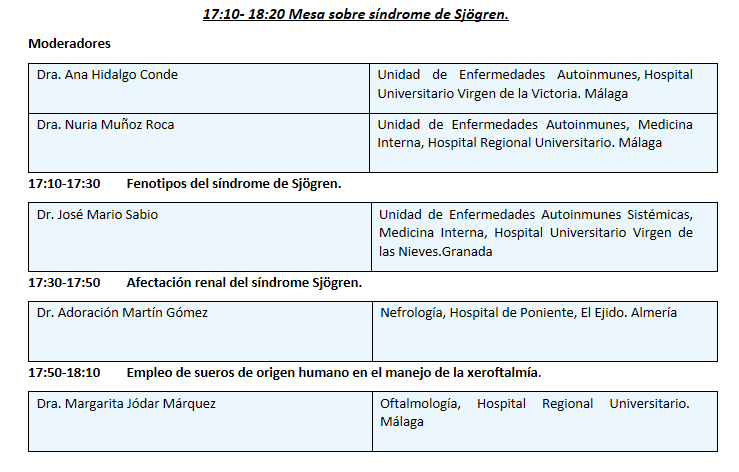 17:10- 18:20 Mesa sobre síndrome de Sjögren.
Moderadores
Dra. Ana Hidalgo Conde
Unidad de Enfermedades Autoinmunes, Hospital
Universitario Virgen de la Victoria. Málaga
Dra. Nuria Muñoz Roca
Unidad de Enfermedades Autoinmunes, Medicina
Interna, Hospital Regional Universitario. Málaga
17:10-17:30 Fenotipos del síndrome de Sjögren.
Dr. José Mario Sabio
Unidad de Enfermedades Autoinmunes Sistémicas,
Medicina Interna, Hospital Universitario Virgen de
las Nieves.Granada
17:30-17:50 Afectación renal del síndrome Sjögren.
Dr. Adoración Martín Gómez
Nefrología, Hospital de Poniente, El Ejido. Almería
17:50-18:10 Empleo de sueros de origen humano en el manejo de la xeroftalmía.
Dra. Margarita Jódar Márquez
Oftalmología, Hospital Regional Universitario.
Málaga